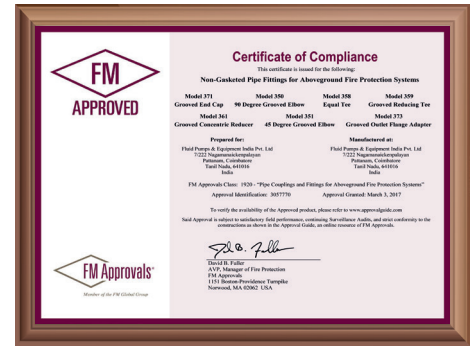 FM
APPROVED
Certificate of Compliance
This certificate is issued for the following:
Non-Gasketed Pipe Fittings for Aboveground Fire Protection Systems
Model 371 Model 350 Model 358 Model 359
Grooved End Cap 90 Degree Grooved Elbow Equal Tee Grooved Reducing Tee
Model 361 Model 351 Model 373
Grooved Concentric Reducer 45 Degree Grooved Elbow Grooved Outlet Flange Adapter
Prepared for: Manufactured at:
Fluid Pumps & Equipment India Pvt. Ltd Fluid Pumps & Equipment India Pvt. Ltd
7/222 Nagamanaickenpalayan 7/222 Nagamanaickenpalayan
Pattanam, Coimbatore Pattanam, Coimbatore
Tamil Nadu, 641016 Tamil Nadu, 641016
India India
FM Approvals Class: 1920 - "Pipe Couplings and Fittings for Aboveground Fire Protection Systems"
Approval Identification: 3057770 Approval Granted: March 3, 2017
To verify the availability of the Approved product, please refer to www.approvalguide.com
Said Approval is subject to satisfactory field performance, continuing Surveillance Audits, and strict conformity to the
constructions as shown in the Approval Guide, an online resource of FM Approvals.
David B. Fuller
AVP, Manager of Fire Protection
FM Approvals
1151 Boston-Providence Turnpike
Norwood, MA 02062 USA
FM Approvals
Member of the FM Global Group